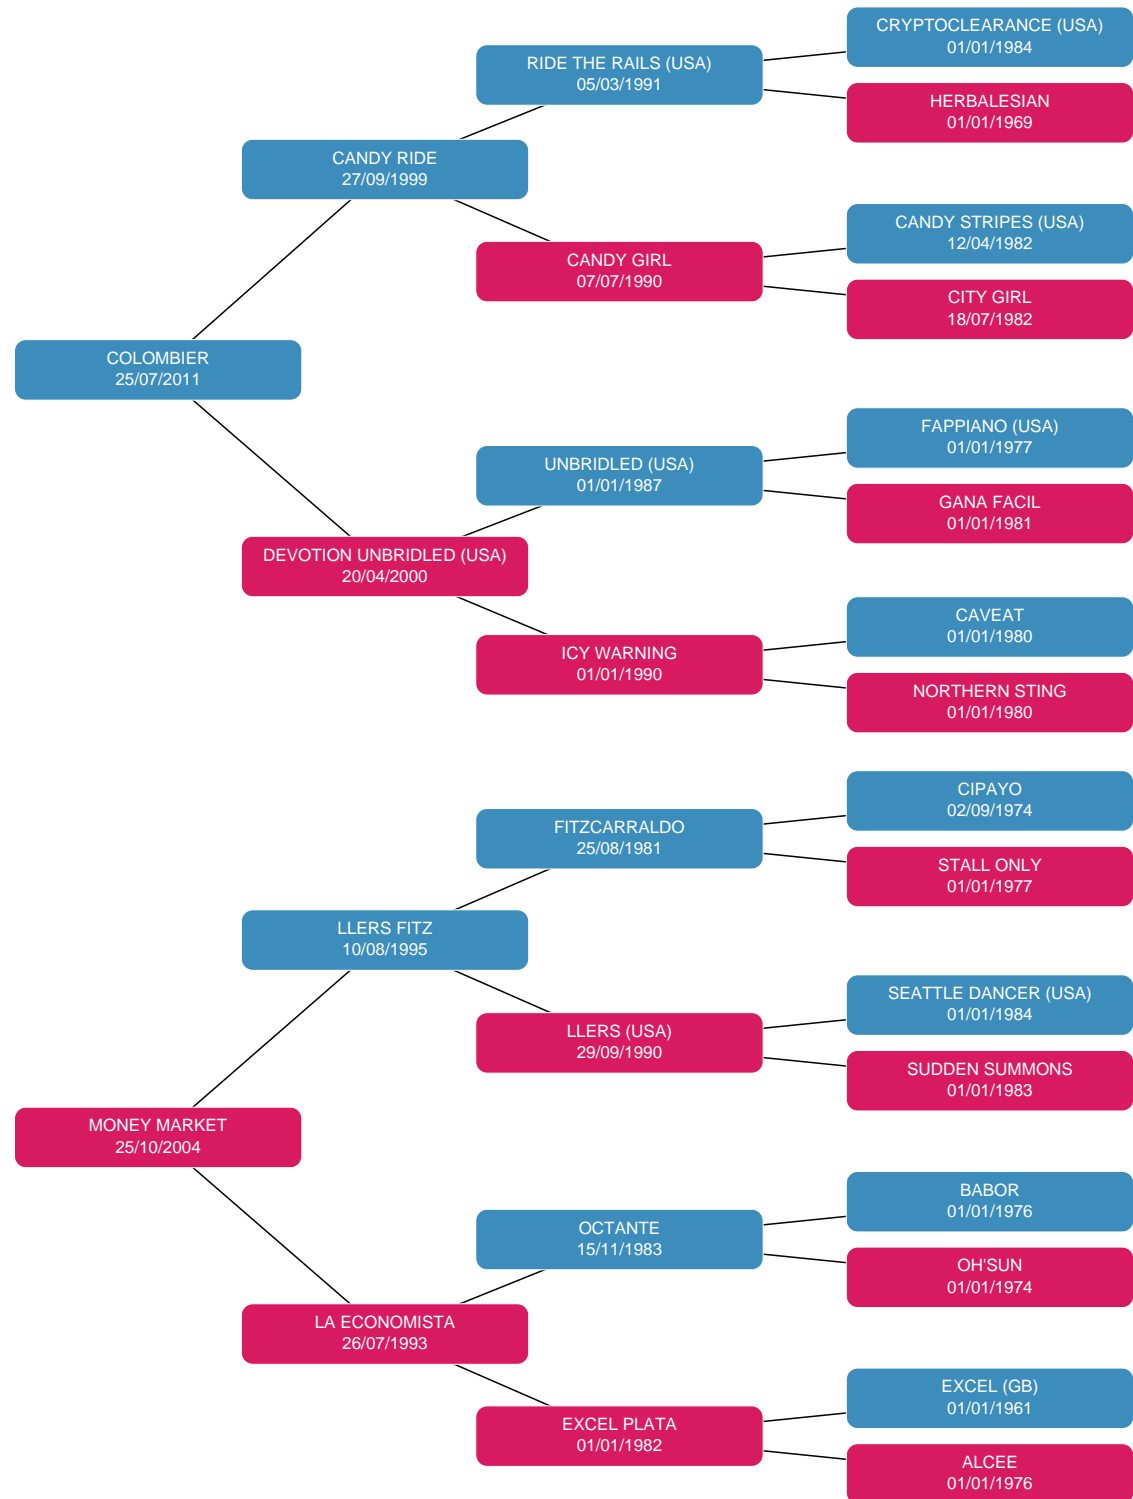 CRYPTOCLEARANCE (USA)
01/01/1984
RIDE THE RAILS (USA)
05/03/1991
HERBALESIAN
01/01/1969
CANDY RIDE
27/09/1999
CANDY STRIPES (USA)
12/04/1982
CANDY GIRL
07/07/1990
CITY GIRL
18/07/1982
COLOMBIER
25/07/2011
FAPPIANO (USA)
01/01/1977
UNBRIDLED (USA)
01/01/1987
GANA FACIL
01/01/1981
DEVOTION UNBRIDLED (USA)
20/04/2000
CAVEAT
01/01/1980
ICY WARNING
01/01/1990
NORTHERN STING
01/01/1980
CIPAYO
02/09/1974
FITZCARRALDO
25/08/1981
STALL ONLY
01/01/1977
LLERS FITZ
10/08/1995
SEATTLE DANCER (USA)
01/01/1984
LLERS (USA)
29/09/1990
SUDDEN SUMMONS
01/01/1983
MONEY MARKET
25/10/2004
BABOR
01/01/1976
OCTANTE
15/11/1983
OH'SUN
01/01/1974
LA ECONOMISTA
26/07/1993
EXCEL (GB)
01/01/1961
EXCEL PLATA
01/01/1982
ALCEE
01/01/1976